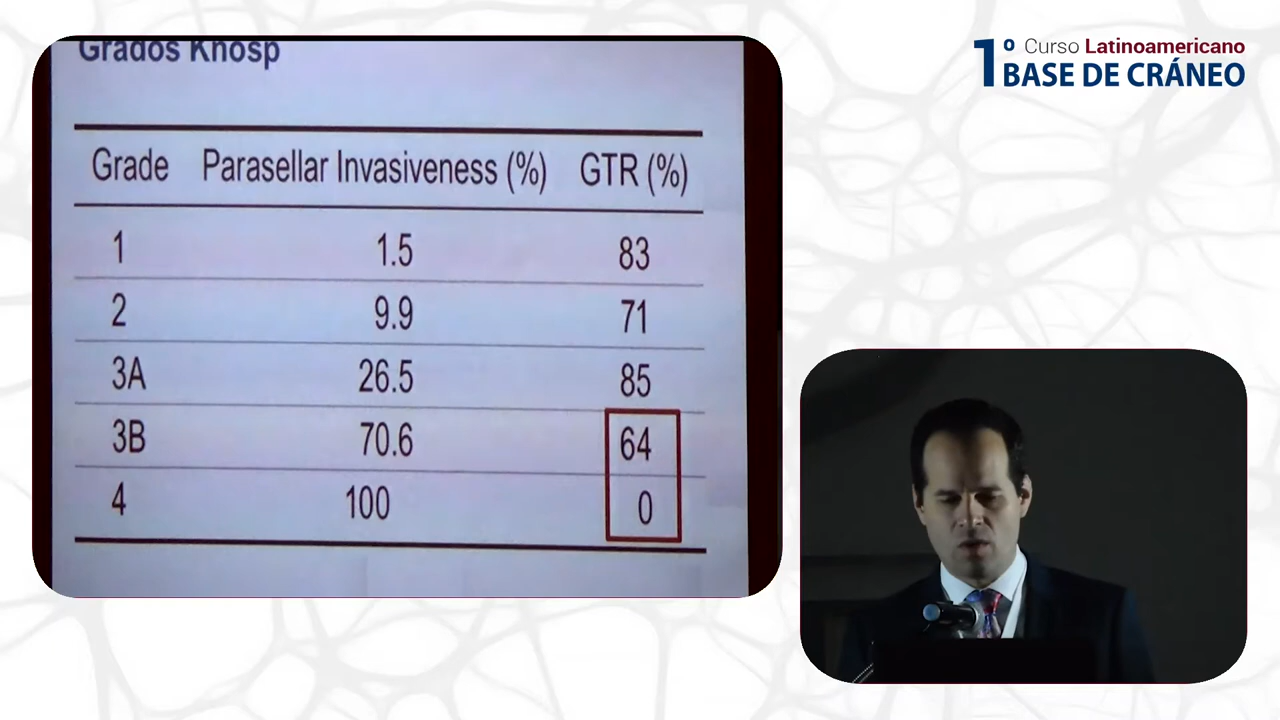 Grados Knosp
Grade Parasellar Invasiveness (%) GTR (%)
1 1.5 83
2 9.9 71
3A 26.5 85
3B 70.6 64
4 100 0
1º Curso Latinoamericano
BASE DE CRÁNEO